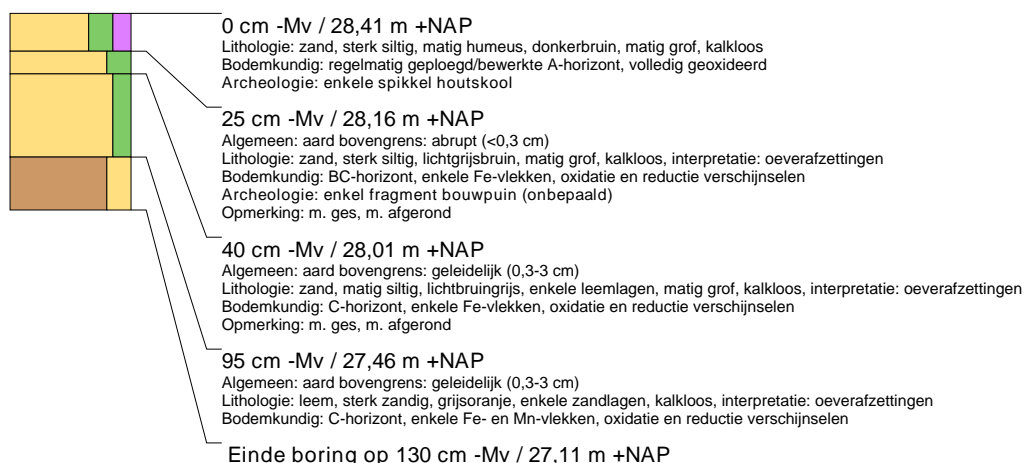 0 cm -Mv / 28,41 m +NAP
Lithologie: zand, sterk siltig, matig humeus, donkerbruin, matig grof, kalkloos
Bodemkundig: regelmatig geploegd/bewerkte A-horizont, volledig geoxideerd
Archeologie: enkele spikkel houtskool
25 cm -Mv / 28,16 m +NAP
Algemeen: aard bovengrens: abrupt (<0,3 cm)
Lithologie: zand, sterk siltig, lichtgrijsbruin, matig grof, kalkloos, interpretatie: oeverafzettingen
Bodemkundig: BC-horizont, enkele Fe-vlekken, oxidatie en reductie verschijnselen
Archeologie: enkel fragment bouwpuin (onbepaald)
Opmerking: m. ges, m. afgerond
40 cm -Mv / 28,01 m +NAP
Algemeen: aard bovengrens: geleidelijk (0,3-3 cm)
Lithologie: zand, matig siltig, lichtbruingrijs, enkele leemlagen, matig grof, kalkloos, interpretatie: oeverafzettingen
Bodemkundig: C-horizont, enkele Fe-vlekken, oxidatie en reductie verschijnselen
Opmerking: m. ges, m. afgerond
95 cm -Mv / 27,46 m +NAP
Algemeen: aard bovengrens: geleidelijk (0,3-3 cm)
Lithologie: leem, sterk zandig, grijsoranje, enkele zandlagen, kalkloos, interpretatie: oeverafzettingen
Bodemkundig: C-horizont, enkele Fe- en Mn-vlekken, oxidatie en reductie verschijnselen
Einde boring op 130 cm -Mv / 27,11 m +NAP